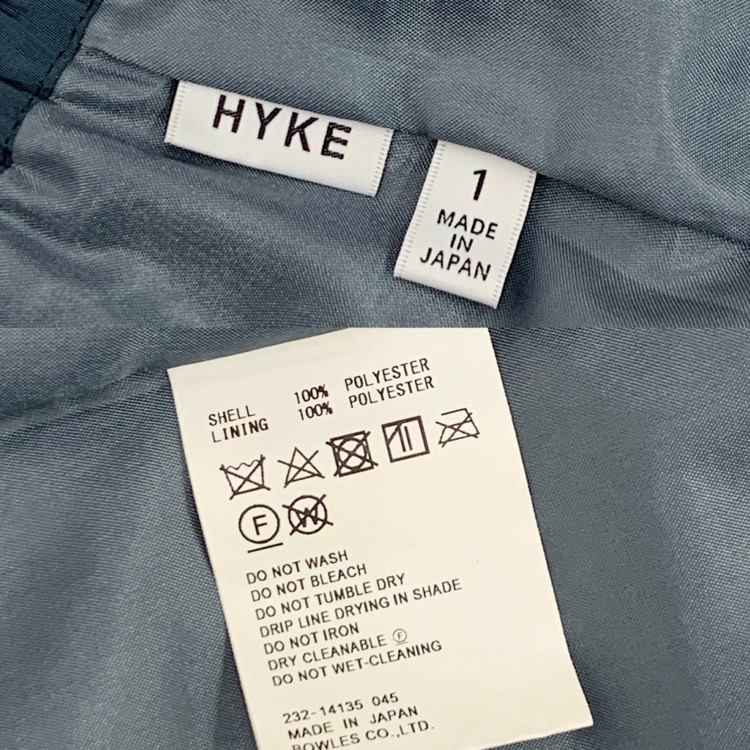 HYKE
1
MADE
IN
JAPAN
SHELL 100% POLYESTER
LINING 100% POLYESTER
F W
DO NOT WASH
DO NOT BLEACH
DO NOT TUMBLE DRY
DRIP LINE DRYING IN SHADE
DO NOT IRON
DRY CLEANABLE Ⓕ
DO NOT WET-CLEANING
232-14135 045
MADE IN JAPAN
BOWLES CO.,LTD.